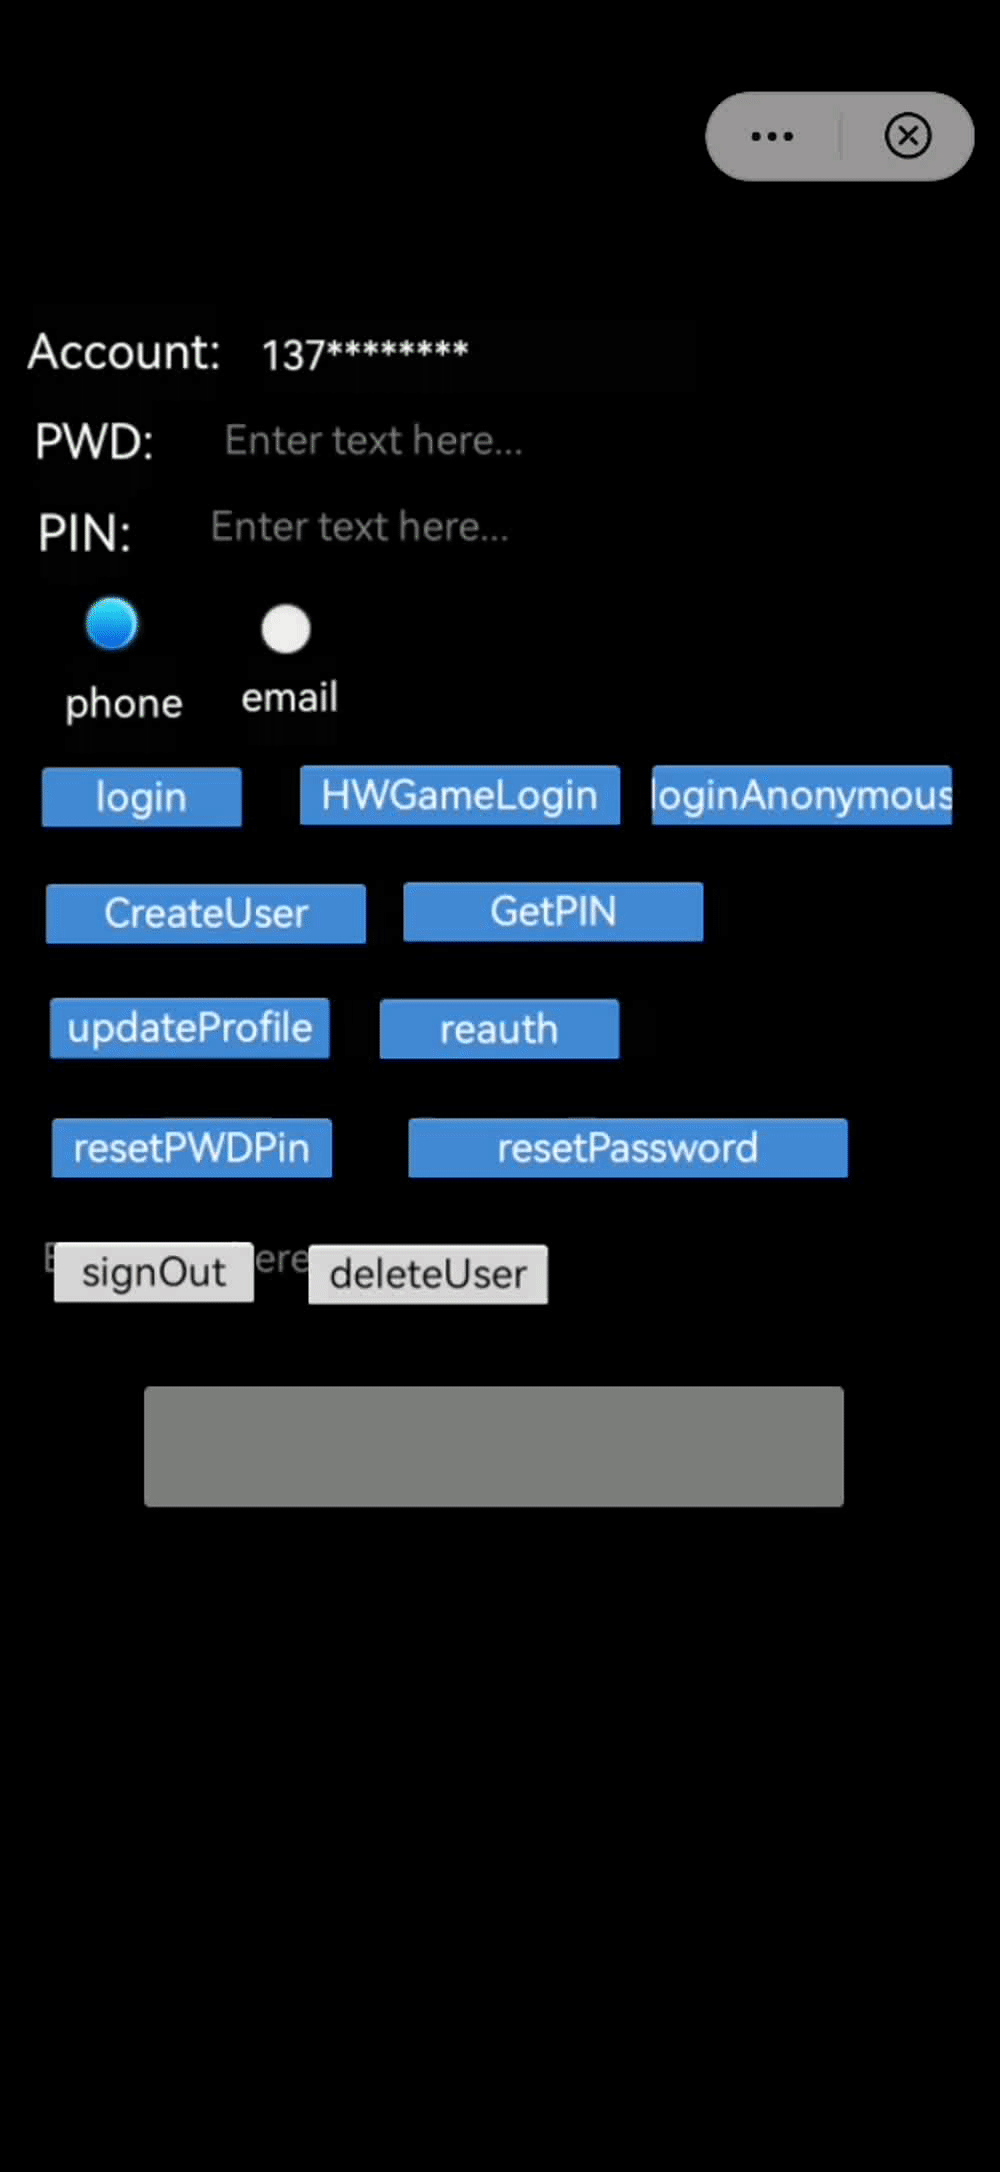 Account: 137********
PWD: Enter text here...
PIN: Enter text here...
phone email
login HWGameLogin loginAnonymous
CreateUser GetPIN
updateProfile reauth
resetPWDPin resetPassword
signOut deleteUser